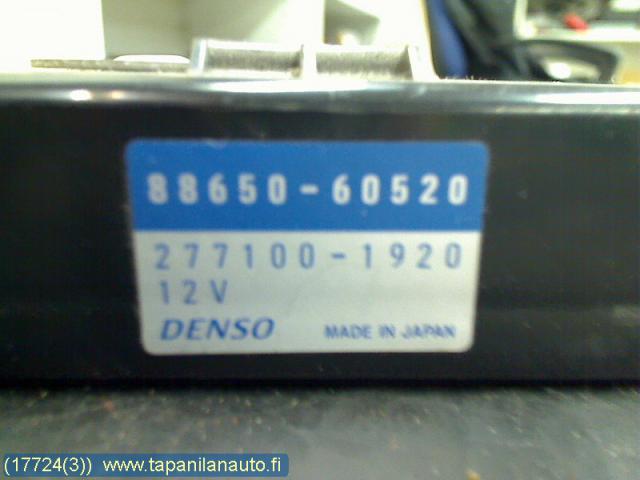 88650-60520
277100-1920
12V
DENSO MADE IN JAPAN
(17724(3)) www.tapanilanauto.fi